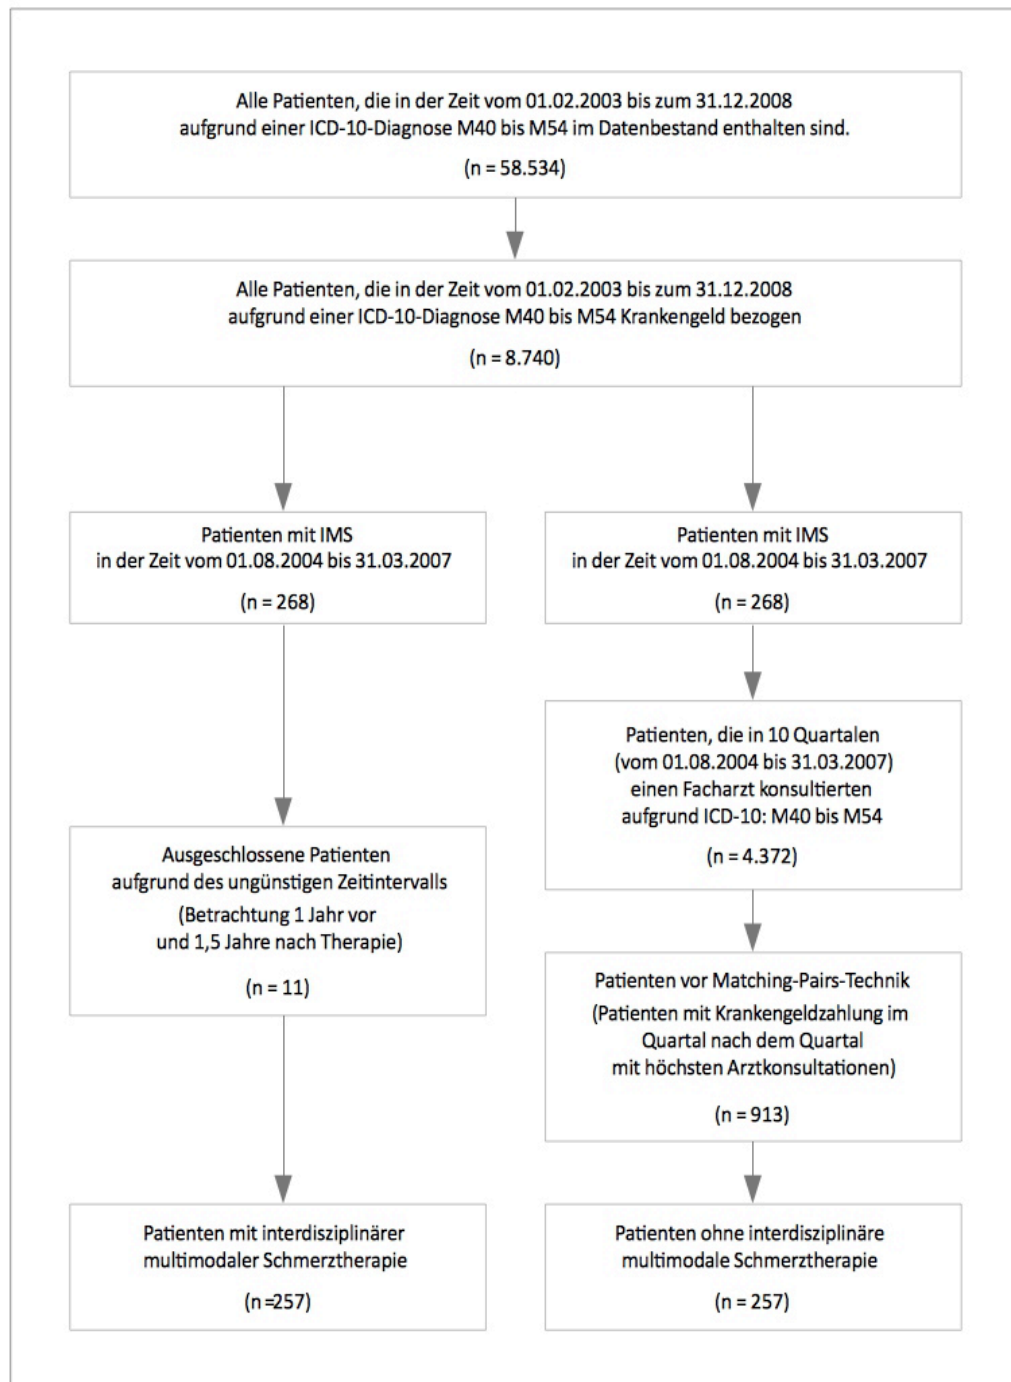 Alle Patienten, die in der Zeit vom 01.02.2003 bis zum 31.12.2008
aufgrund einer ICD-10-Diagnose M40 bis M54 im Datenbestand enthalten sind.
(n = 58.534)
Alle Patienten, die in der Zeit vom 01.02.2003 bis zum 31.12.2008
aufgrund einer ICD-10-Diagnose M40 bis M54 Krankengeld bezogen
(n = 8.740)
Patienten mit IMS
in der Zeit vom 01.08.2004 bis 31.03.2007
(n = 268)
Ausgeschlossene Patienten
aufgrund des ungünstigen Zeitintervalls
(Betrachtung 1 Jahr vor
und 1,5 Jahre nach Therapie)
(n = 11)
Patienten mit interdisziplinärer
multimodaler Schmerztherapie
(n =257)
Patienten mit IMS
in der Zeit vom 01.08.2004 bis 31.03.2007
(n = 268)
Patienten, die in 10 Quartalen
(vom 01.08.2004 bis 31.03.2007)
einen Facharzt konsultierten
aufgrund ICD-10: M40 bis M54
(n = 4.372)
Patienten vor Matching-Pairs-Technik
(Patienten mit Krankengeldzahlung im
Quartal nach dem Quartal
mit höchsten Arztkonsultationen)
(n = 913)
Patienten ohne interdisziplinäre
multimodale Schmerztherapie
(n = 257)